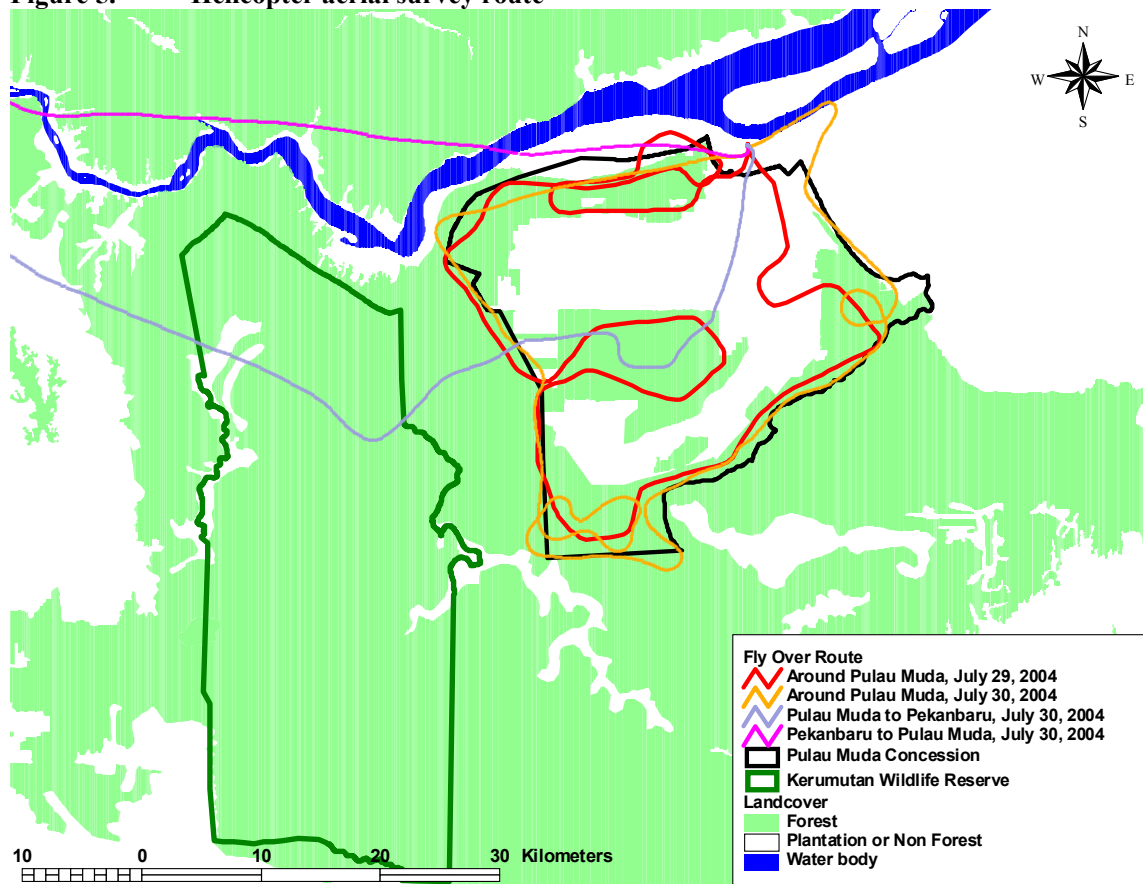 Figure 3. Helicopter aerial survey route
N
W E
S
Fly Over Route
Around Pulau Muda, July 29, 2004
Around Pulau Muda, July 30, 2004
Pulau Muda to Pekanbaru, July 30, 2004
Pekanbaru to Pulau Muda, July 30, 2004
Pulau Muda Concession
Kerumutan Wildlife Reserve
Landcover
Forest
Plantation or Non Forest
Water body
10 0 10 20 30 Kilometers